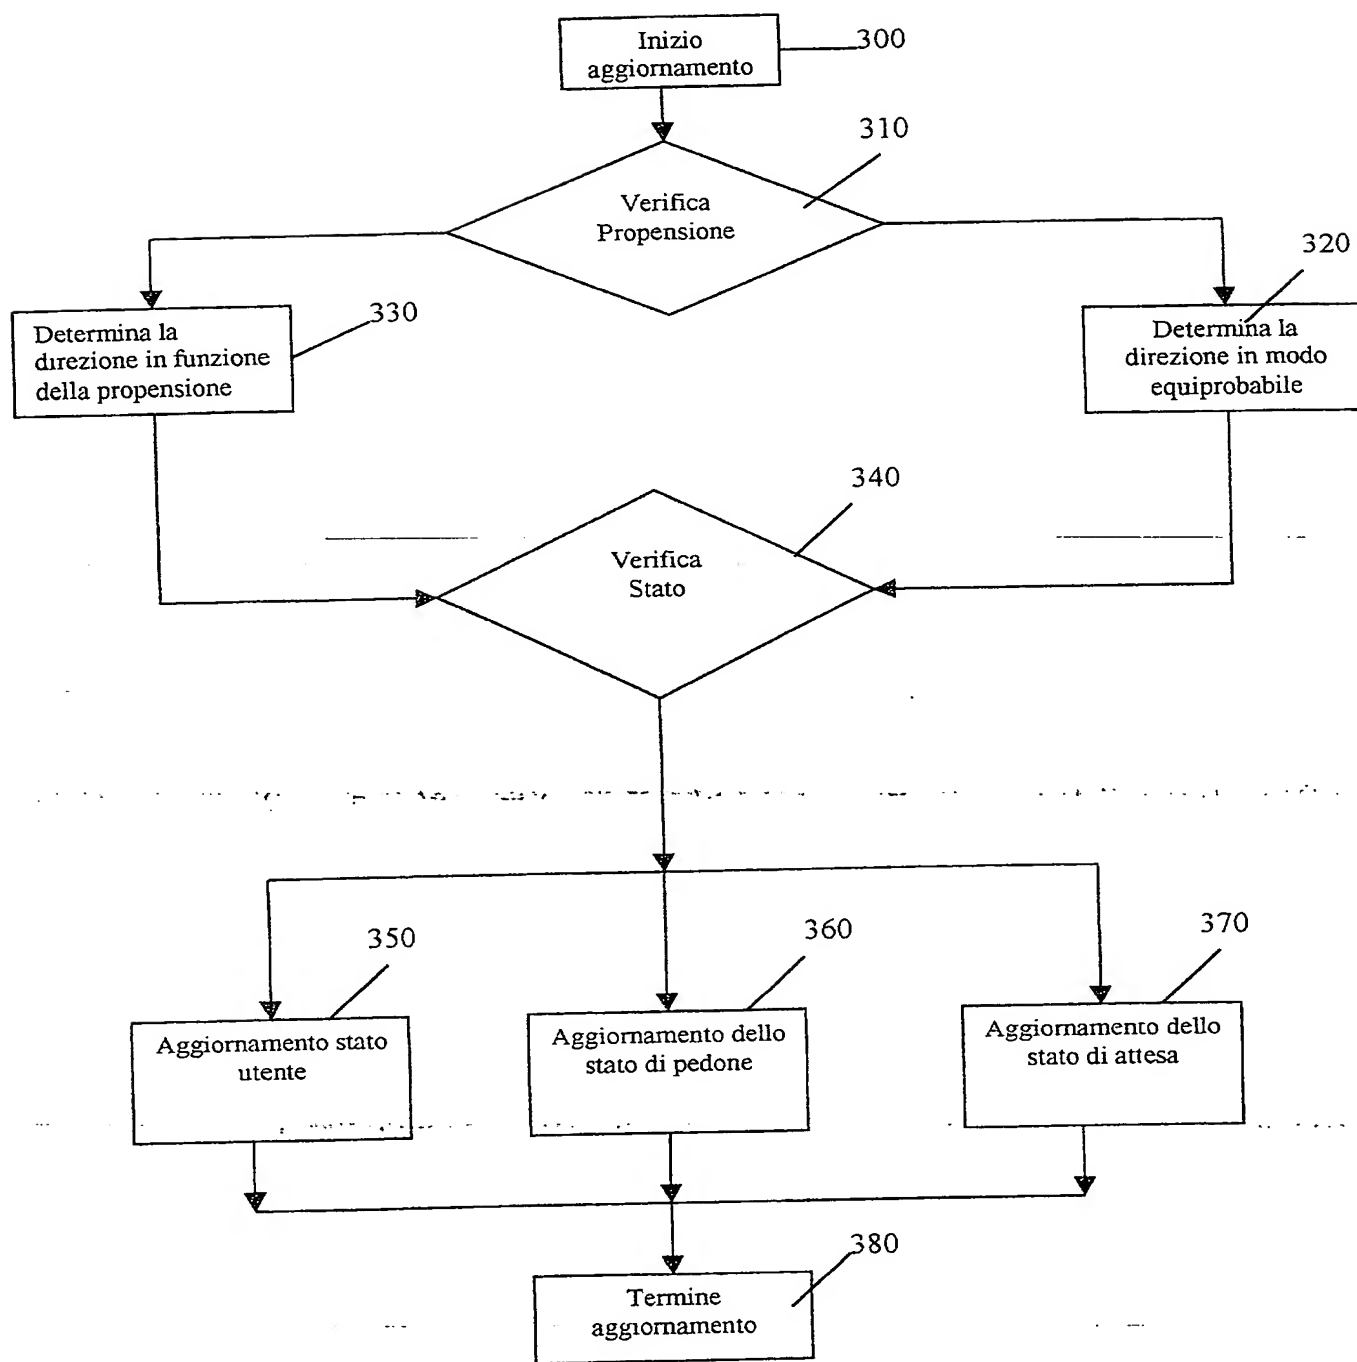 Inizio
aggiornamento
300
310
Verifica
Propensione
320
330
Determina la
direzione in funzione
della propensione
Determina la
direzione in modo
equiprobabile
340
Verifica
Stato
350
360
370
Aggiornamento stato
utente
Aggiornamento dello
stato di pedone
Aggiornamento dello
stato di attesa
380
Termine
aggiornamento